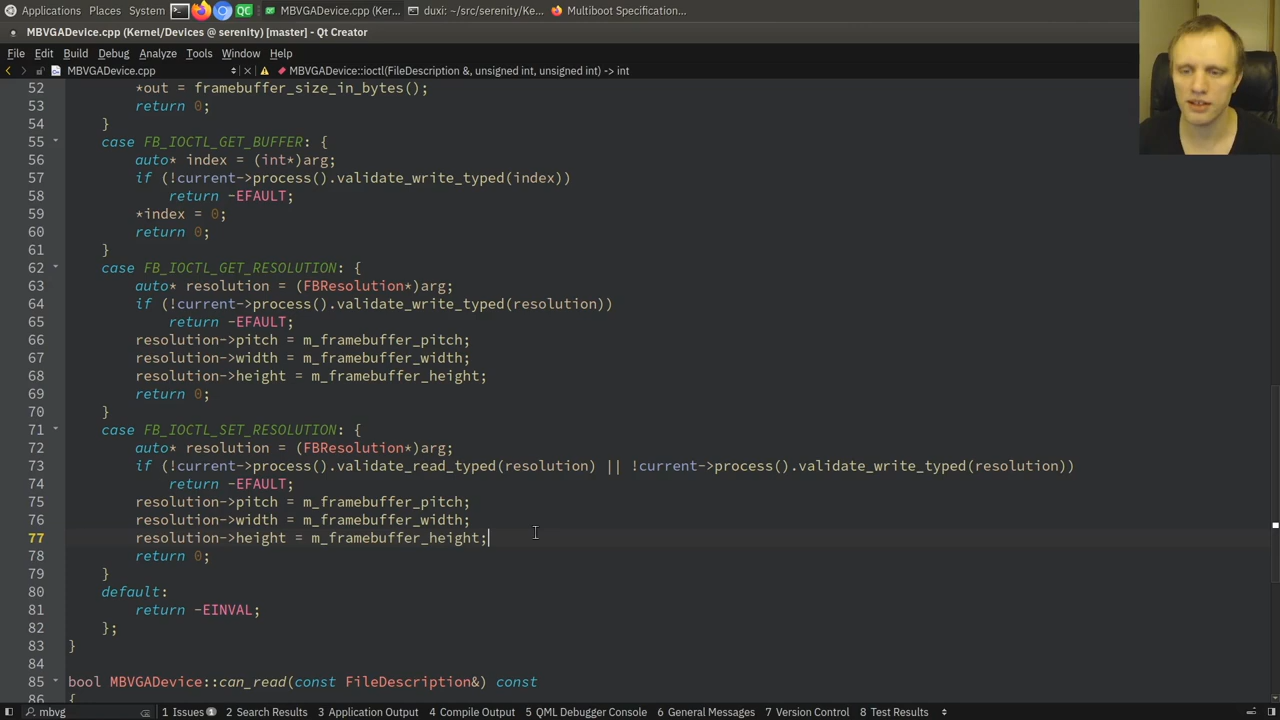 Applications Places System QC MBVGADevice.cpp (Ker... duxi: ~/src/serenity/Ke... Multiboot Specification...
MBVGADevice.cpp (Kernel/Devices @ serenity) [master] - Qt Creator
File Edit Build Debug Analyze Tools Window Help
MBVGADevice.cpp MBVGADevice::ioctl(FileDescription &, unsigned int, unsigned int) -> int
52 *out = framebuffer_size_in_bytes();
53 return 0;
54 }
55 case FB_IOCTL_GET_BUFFER: {
56 auto* index = (int*)arg;
57 if (!current->process().validate_write_typed(index))
58 return -EFAULT;
59 *index = 0;
60 return 0;
61 }
62 case FB_IOCTL_GET_RESOLUTION: {
63 auto* resolution = (FBResolution*)arg;
64 if (!current->process().validate_write_typed(resolution))
65 return -EFAULT;
66 resolution->pitch = m_framebuffer_pitch;
67 resolution->width = m_framebuffer_width;
68 resolution->height = m_framebuffer_height;
69 return 0;
70 }
71 case FB_IOCTL_SET_RESOLUTION: {
72 auto* resolution = (FBResolution*)arg;
73 if (!current->process().validate_read_typed(resolution) || !current->process().validate_write_typed(resolution))
74 return -EFAULT;
75 resolution->pitch = m_framebuffer_pitch;
76 resolution->width = m_framebuffer_width;
77 resolution->height = m_framebuffer_height;
78 return 0;
79 }
80 default:
81 return -EINVAL;
82 };
83 }
84
85 bool MBVGADevice::can_read(const FileDescription&) const
86 {
mbvg 1 Issues 1 2 Search Results 3 Application Output 4 Compile Output 5 QML Debugger Console 6 General Messages 7 Version Control 8 Test Results